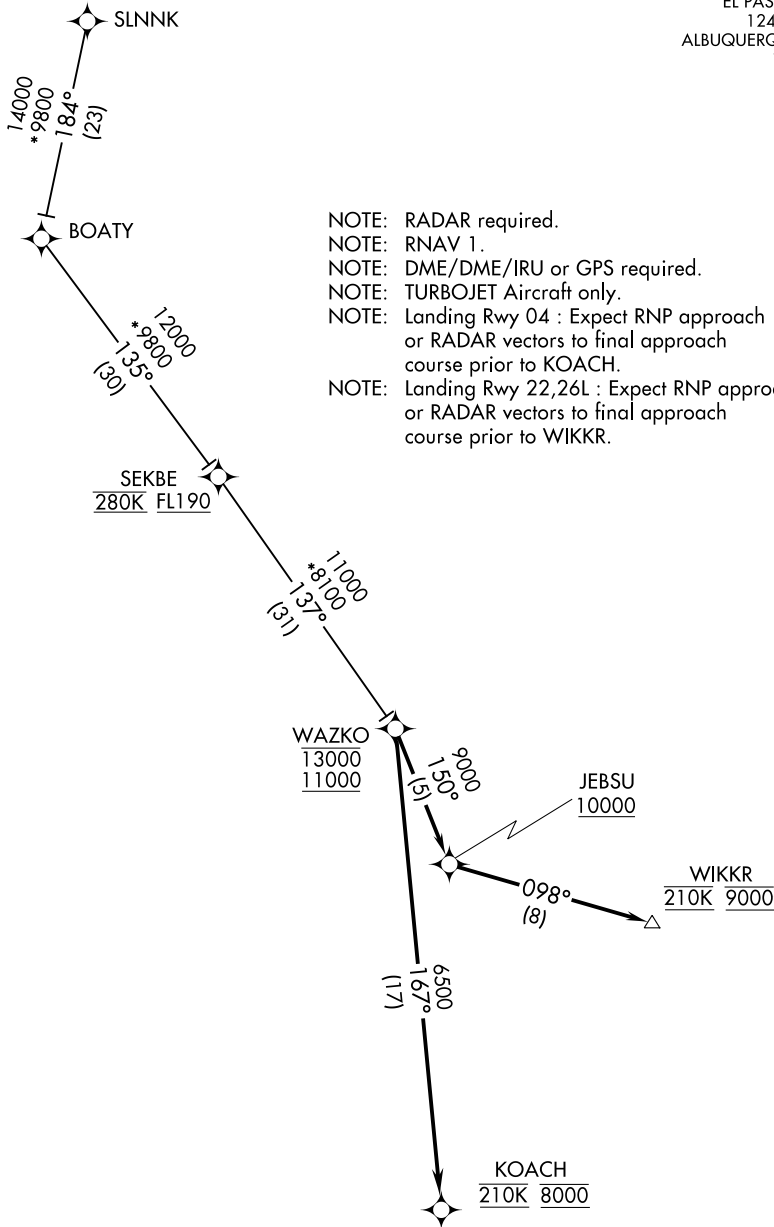 EL PAS
124
ALBUQUERQ
SLNNK
14000
*9800
184°
(23)
BOATY
NOTE: RADAR required.
NOTE: RNAV 1.
NOTE: DME/DME/IRU or GPS required.
NOTE: TURBOJET Aircraft only.
NOTE: Landing Rwy 04 : Expect RNP approach
or RADAR vectors to final approach
course prior to KOACH.
NOTE: Landing Rwy 22,26L : Expect RNP approa
or RADAR vectors to final approach
course prior to WIKKR.
12000
*9800
135°
(30)
SEKBE
280K FL190
11000
*8100
137°
(31)
WAZKO
13000
11000
9000
150°
(5)
JEBSU
10000
098°
(8)
WIKKR
210K 9000
6500
167°
(17)
KOACH
210K 8000